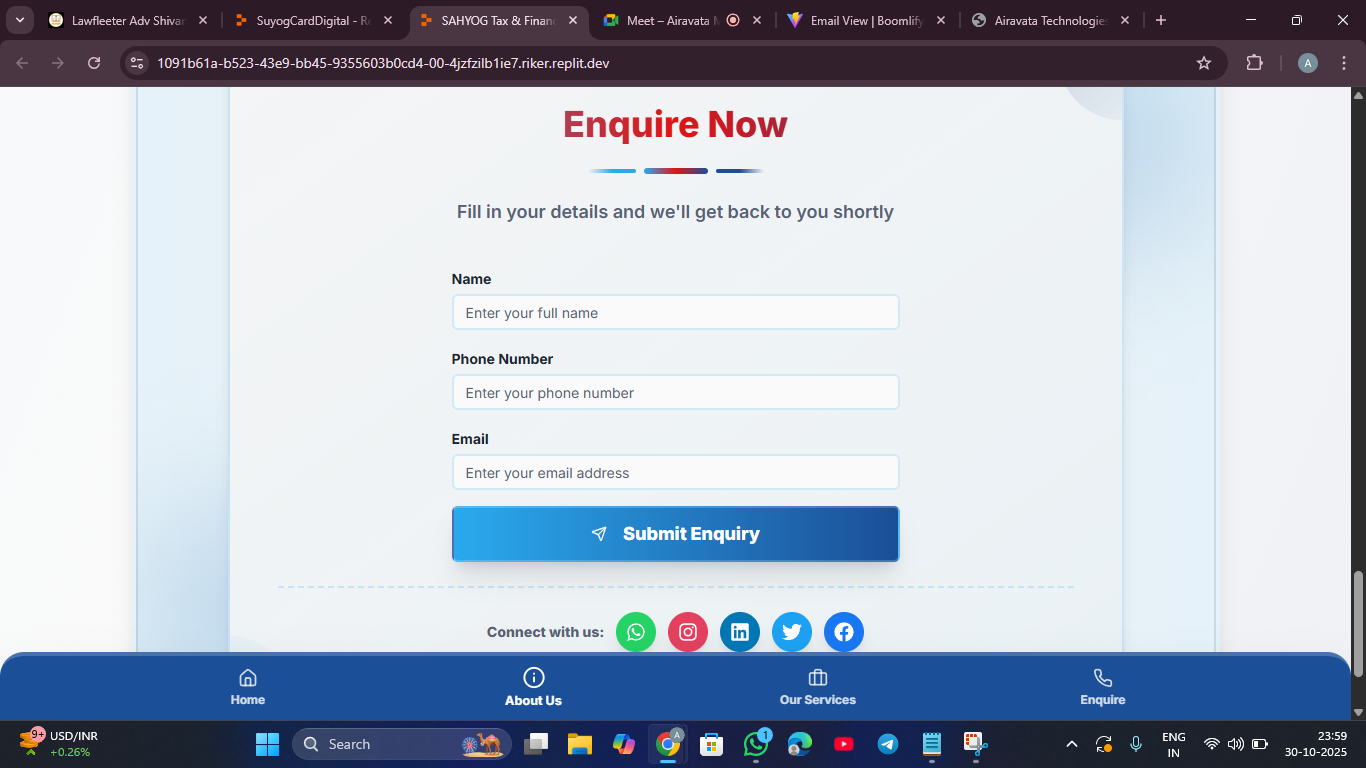 Lawfleeter Adv Shivar
SuyogCardDigital - Re
SAHYOG Tax & Financ
Meet – Airavata M
Email View | Boomlify
Airavata Technologies
1091b61a-b523-43e9-bb45-9355603b0cd4-00-4jzfzilb1ie7.riker.replit.dev
A
Enquire Now
Fill in your details and we'll get back to you shortly
Name
Enter your full name
Phone Number
Enter your phone number
Email
Enter your email address
Submit Enquiry
Connect with us:
Home
About Us
Our Services
Enquire
9+
USD/INR
+0.26%
Search
A
1
ENG
IN
23:59
30-10-2025